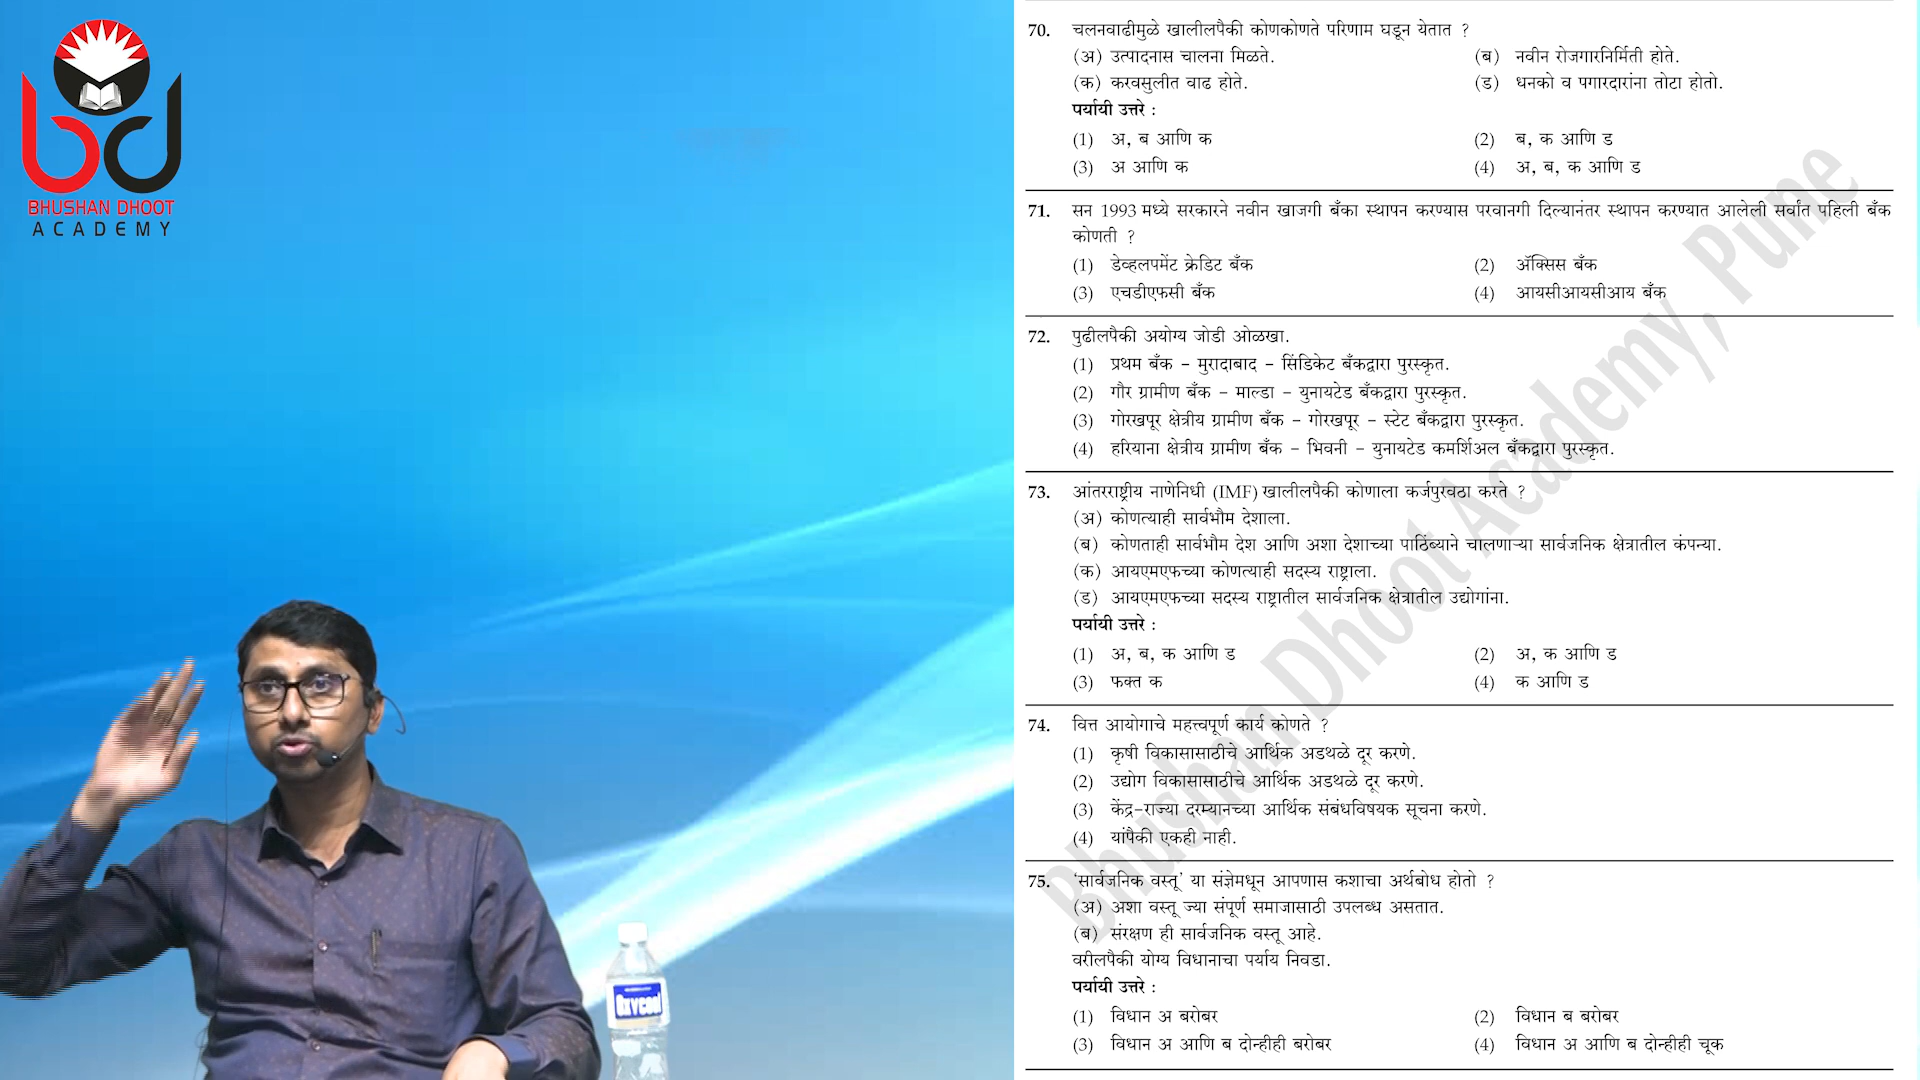 BHUSHAN DHOOT
ACADEMY
70. चलनवाढीमुळे खालीलपैकी कोणकोणते परिणाम घडून येतात ?
(अ) उत्पादनास चालना मिळते. (ब) नवीन रोजगारनिर्मिती होते.
(क) करवसुलीत वाढ होते. (ड) धनको व पगारदारांना तोटा होतो.
पर्यायी उत्तरे :
(1) अ, ब आणि क (2) ब, क आणि ड
(3) अ आणि क (4) अ, ब, क आणि ड
71. सन 1993 मध्ये सरकारने नवीन खाजगी बँका स्थापन करण्यास परवानगी दिल्यानंतर स्थापन करण्यात आलेली सर्वांत पहिली बँक
कोणती ?
(1) डेव्हलपमेंट क्रेडिट बँक (2) ॲक्सिस बँक
(3) एचडीएफसी बँक (4) आयसीआयसीआय बँक
72. पुढीलपैकी अयोग्य जोडी ओळखा.
(1) प्रथम बँक – मुरादाबाद – सिंडिकेट बँकद्वारा पुरस्कृत.
(2) गौर ग्रामीण बँक – माल्डा – युनायटेड बँकद्वारा पुरस्कृत.
(3) गोरखपूर क्षेत्रीय ग्रामीण बँक – गोरखपूर – स्टेट बँकद्वारा पुरस्कृत.
(4) हरियाना क्षेत्रीय ग्रामीण बँक – भिवनी – युनायटेड कमर्शिअल बँकद्वारा पुरस्कृत.
73. आंतरराष्ट्रीय नाणेनिधी (IMF) खालीलपैकी कोणाला कर्जपुरवठा करते ?
(अ) कोणत्याही सार्वभौम देशाला.
(ब) कोणताही सार्वभौम देश आणि अशा देशाच्या पाठिंब्याने चालणाऱ्या सार्वजनिक क्षेत्रातील कंपन्या.
(क) आयएमएफच्या कोणत्याही सदस्य राष्ट्राला.
(ड) आयएमएफच्या सदस्य राष्ट्रातील सार्वजनिक क्षेत्रातील उद्योगांना.
पर्यायी उत्तरे :
(1) अ, ब, क आणि ड (2) अ, क आणि ड
(3) फक्त क (4) क आणि ड
74. वित्त आयोगाचे महत्त्वपूर्ण कार्य कोणते ?
(1) कृषी विकासासाठीचे आर्थिक अडथळे दूर करणे.
(2) उद्योग विकासासाठीचे आर्थिक अडथळे दूर करणे.
(3) केंद्र-राज्या दरम्यानच्या आर्थिक संबंधविषयक सूचना करणे.
(4) यांपैकी एकही नाही.
75. ‘सार्वजनिक वस्तू’ या संज्ञेमधून आपणास कशाचा अर्थबोध होतो ?
(अ) अशा वस्तू ज्या संपूर्ण समाजासाठी उपलब्ध असतात.
(ब) संरक्षण ही सार्वजनिक वस्तू आहे.
वरीलपैकी योग्य विधानाचा पर्याय निवडा.
पर्यायी उत्तरे :
(1) विधान अ बरोबर (2) विधान ब बरोबर
(3) विधान अ आणि ब दोन्हीही बरोबर (4) विधान अ आणि ब दोन्हीही चूक
Bhushan Dhoot Academy, Pune
Oxycool